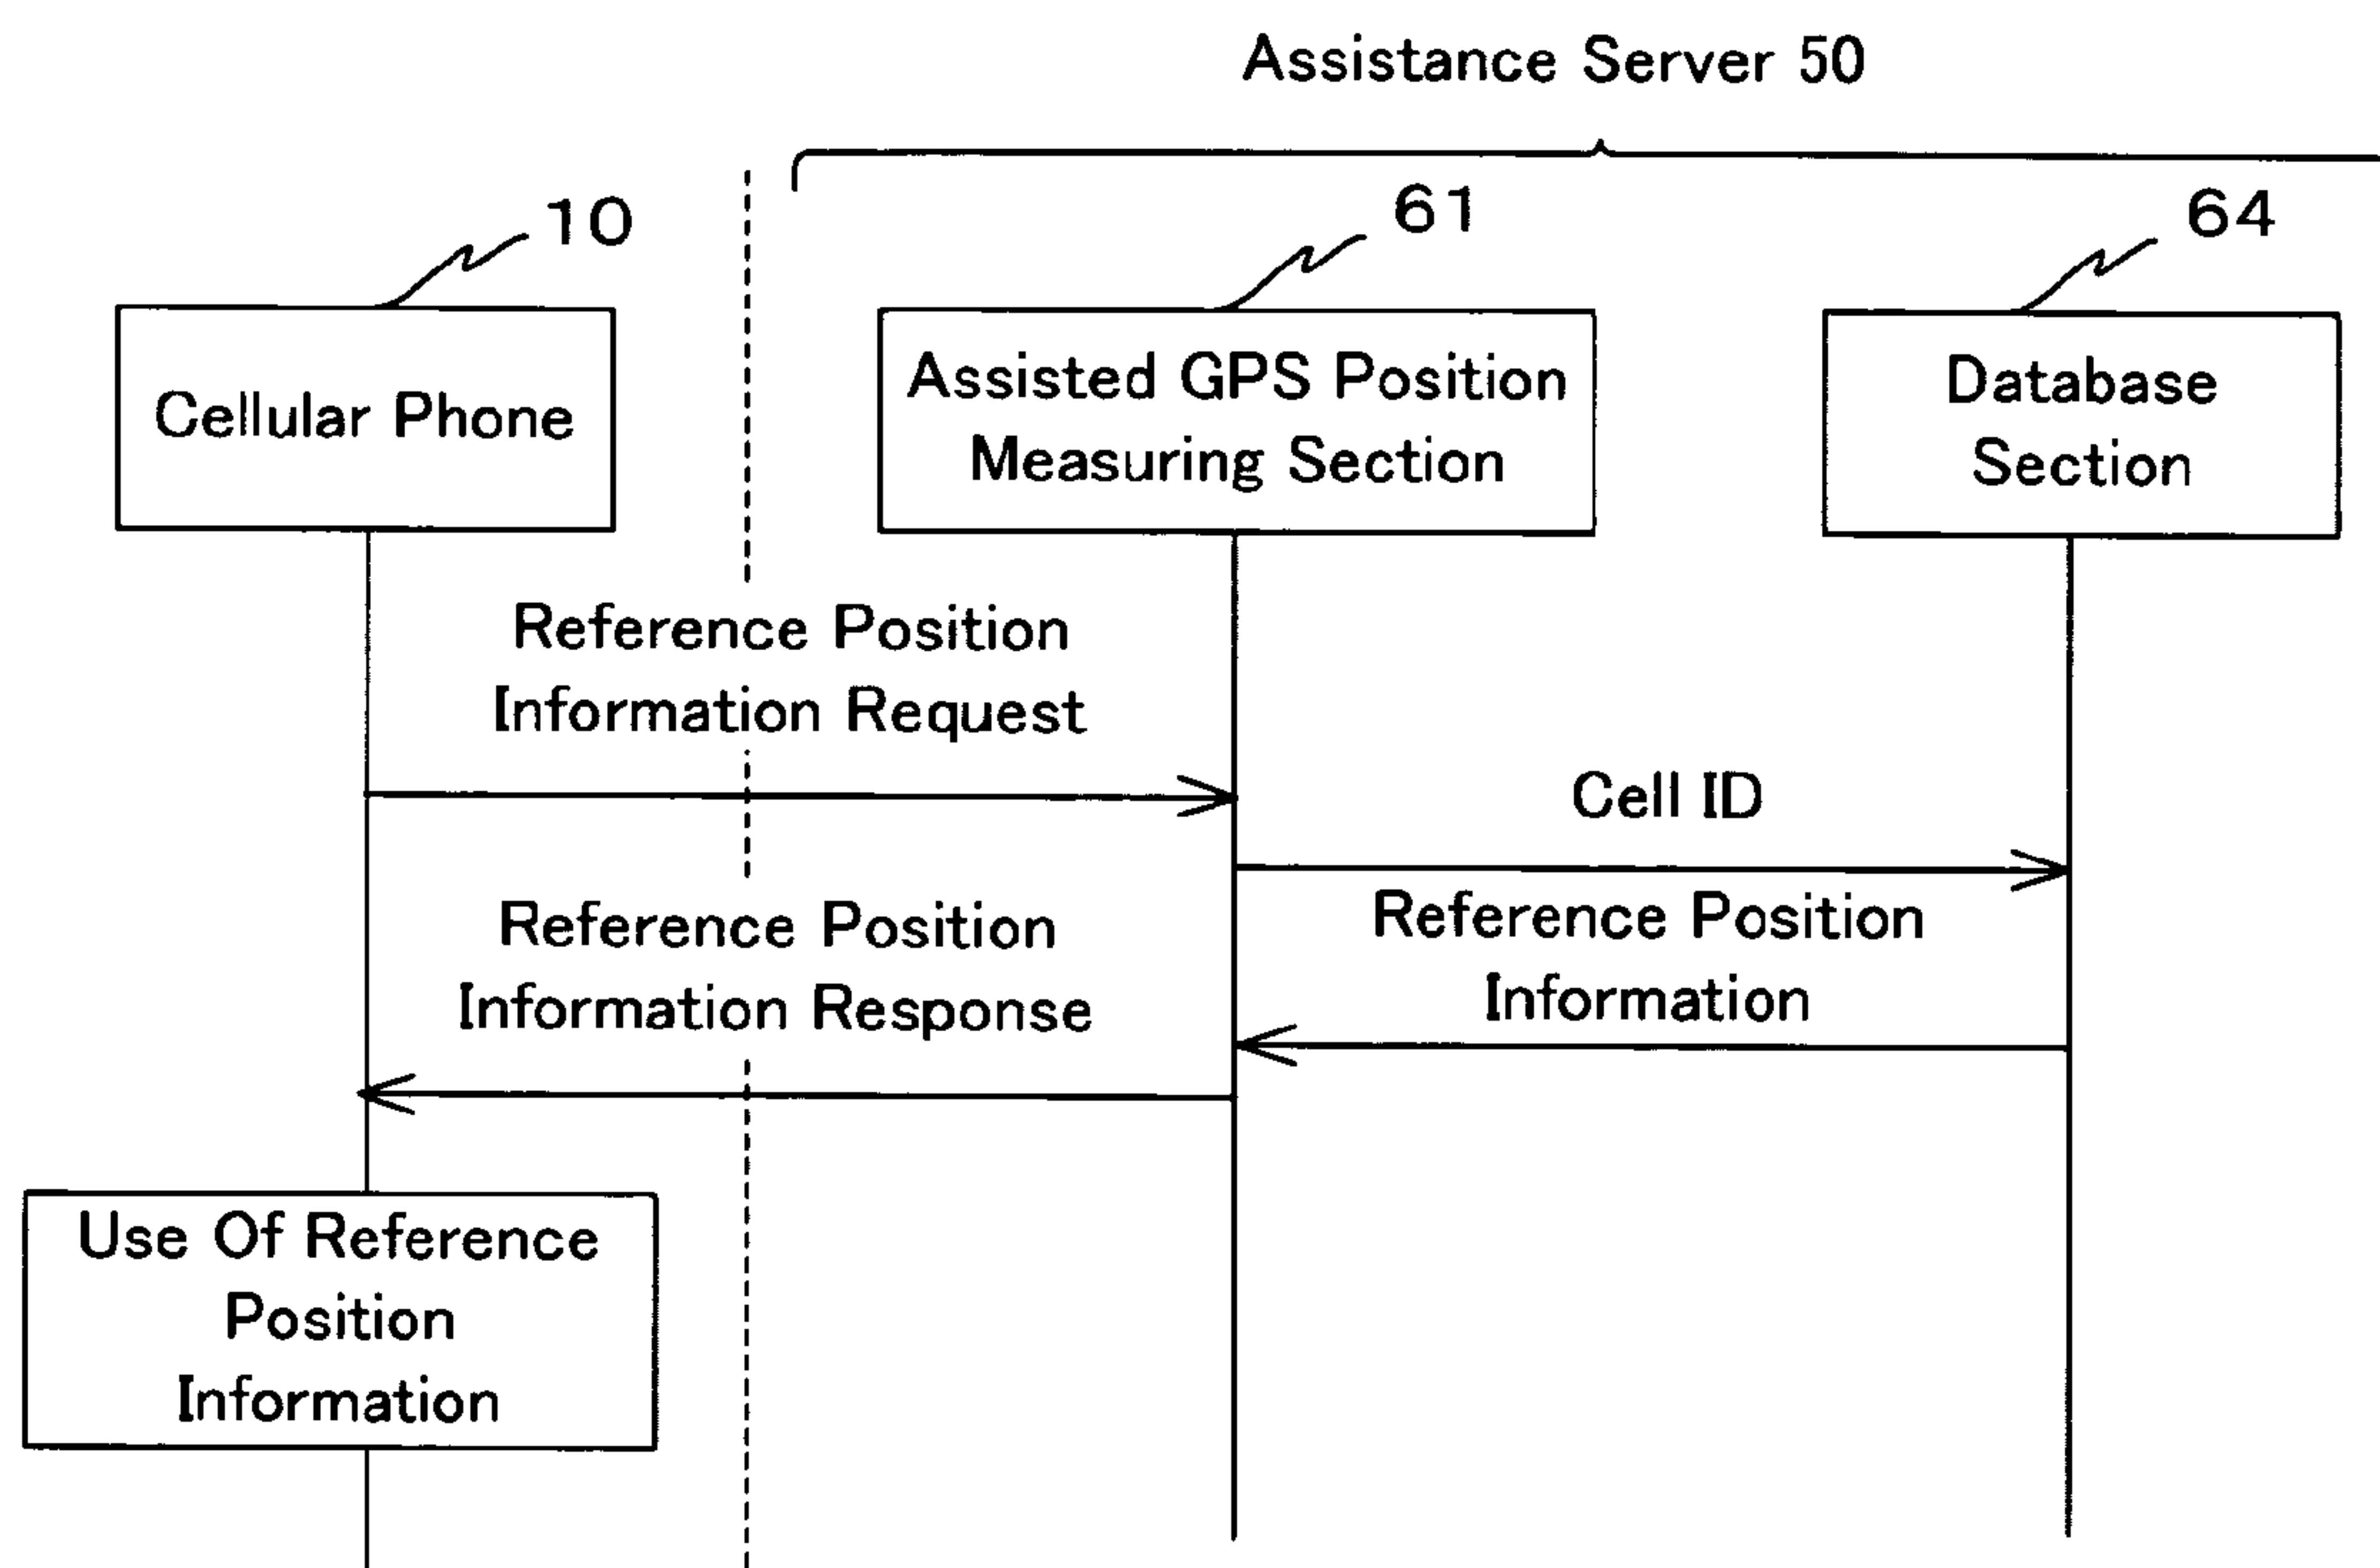 Assistance Server 50
10
61
64
Cellular Phone
Assisted GPS Position
Measuring Section
Database
Section
Reference Position
Information Request
Cell ID
Reference Position
Information
Reference Position
Information Response
Use Of Reference
Position
Information